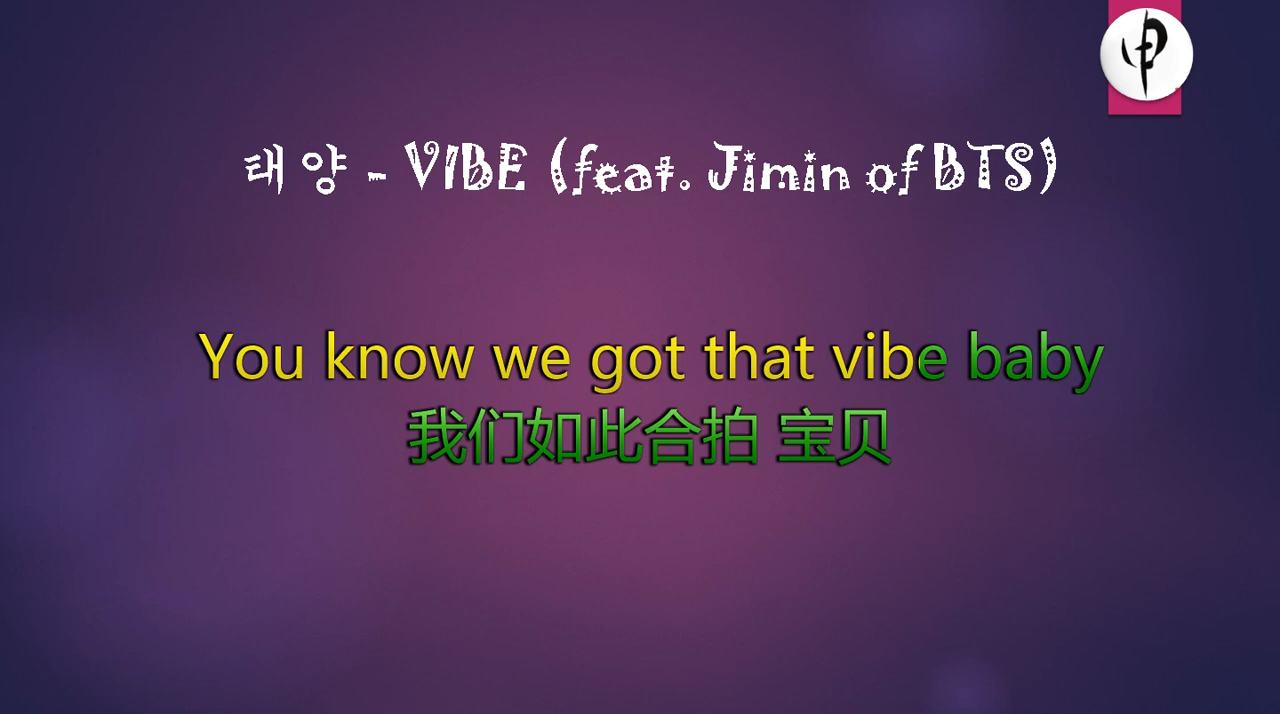 태양 - VIBE (feat. Jimin of BTS)
You know we got that vibe baby
我们如此合拍 宝贝